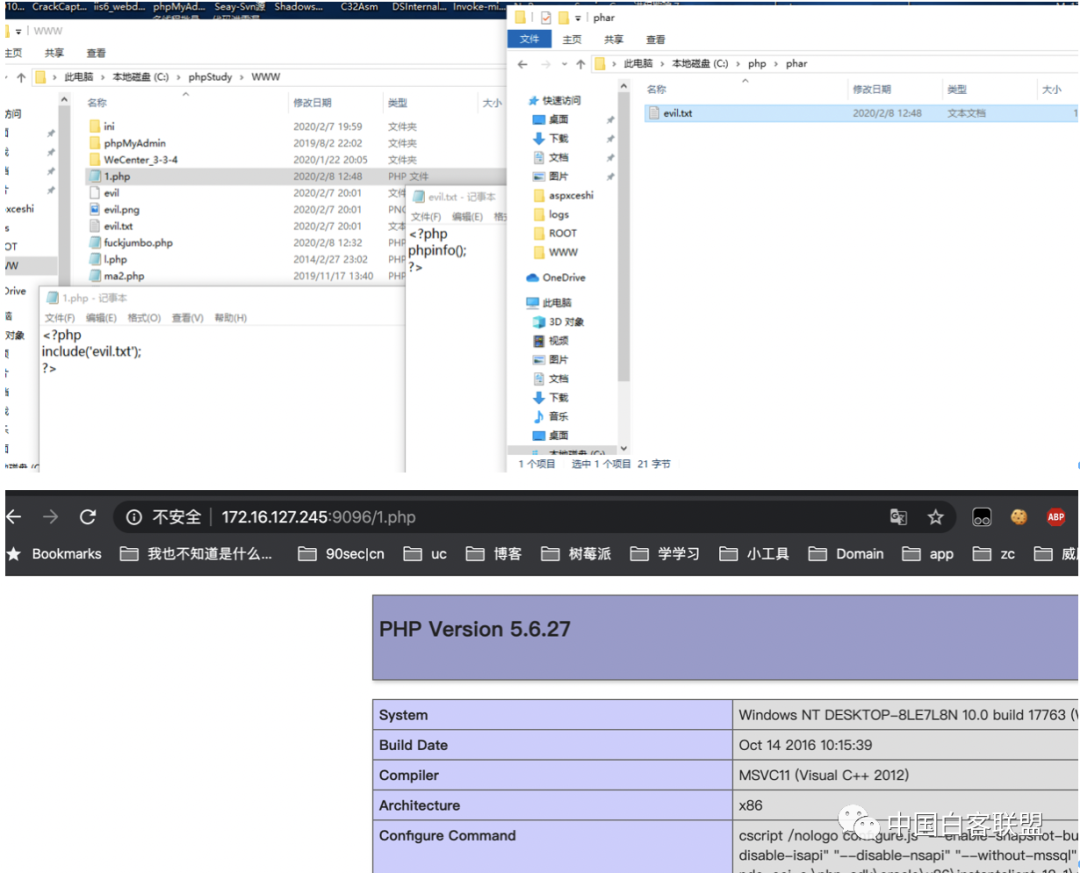 CrackCapt... iis6_webd... phpMyAd... Seay-Svn源 Shadows... C32Asm DSInternal... Invoke-mi...
WWW
主页 共享 查看
此电脑 › 本地磁盘 (C:) › phpStudy › WWW
名称 修改日期 类型 大小
ini 2020/2/7 19:59 文件夹
phpMyAdmin 2019/8/2 22:02 文件夹
WeCenter_3-3-4 2020/1/22 20:05 文件夹
1.php 2020/2/8 12:48 PHP 文件
evil 2020/2/7 20:01 文件
evil.png 2020/2/7 20:01 PNG
evil.txt 2020/2/7 20:01 文本
fuckjumbo.php 2020/2/8 12:32 PHP
l.php 2014/2/27 23:02 PHP
ma2.php 2019/11/17 13:40 PHP
1.php - 记事本
文件(F) 编辑(E) 格式(O) 查看(V) 帮助(H)
<?php
include('evil.txt');
?>
evil.txt - 记事本
文件(F) 编辑(E)
<?php
phpinfo();
?>
phar
文件 主页 共享 查看
此电脑 › 本地磁盘 (C:) › php › phar
名称 修改日期 类型 大小
evil.txt 2020/2/8 12:48 文本文档
快速访问
桌面
下载
文档
图片
aspxceshi
logs
ROOT
WWW
OneDrive
此电脑
3D 对象
视频
图片
文档
下载
音乐
桌面
本地磁盘 (C:)
1 个项目 选中 1 个项目 21 字节
不安全 172.16.127.245:9096/1.php
ABP
Bookmarks 我也不知道是什么... 90sec|cn uc 博客 树莓派 学学习 小工具 Domain app zc
PHP Version 5.6.27
System Windows NT DESKTOP-8LE7L8N 10.0 build 17763
Build Date Oct 14 2016 10:15:39
Compiler MSVC11 (Visual C++ 2012)
Architecture x86
Configure Command cscript /nologo configure.js "--enable-snapshot-bu
disable-isapi" "--disable-nsapi" "--without-mssql"
中国白客联盟